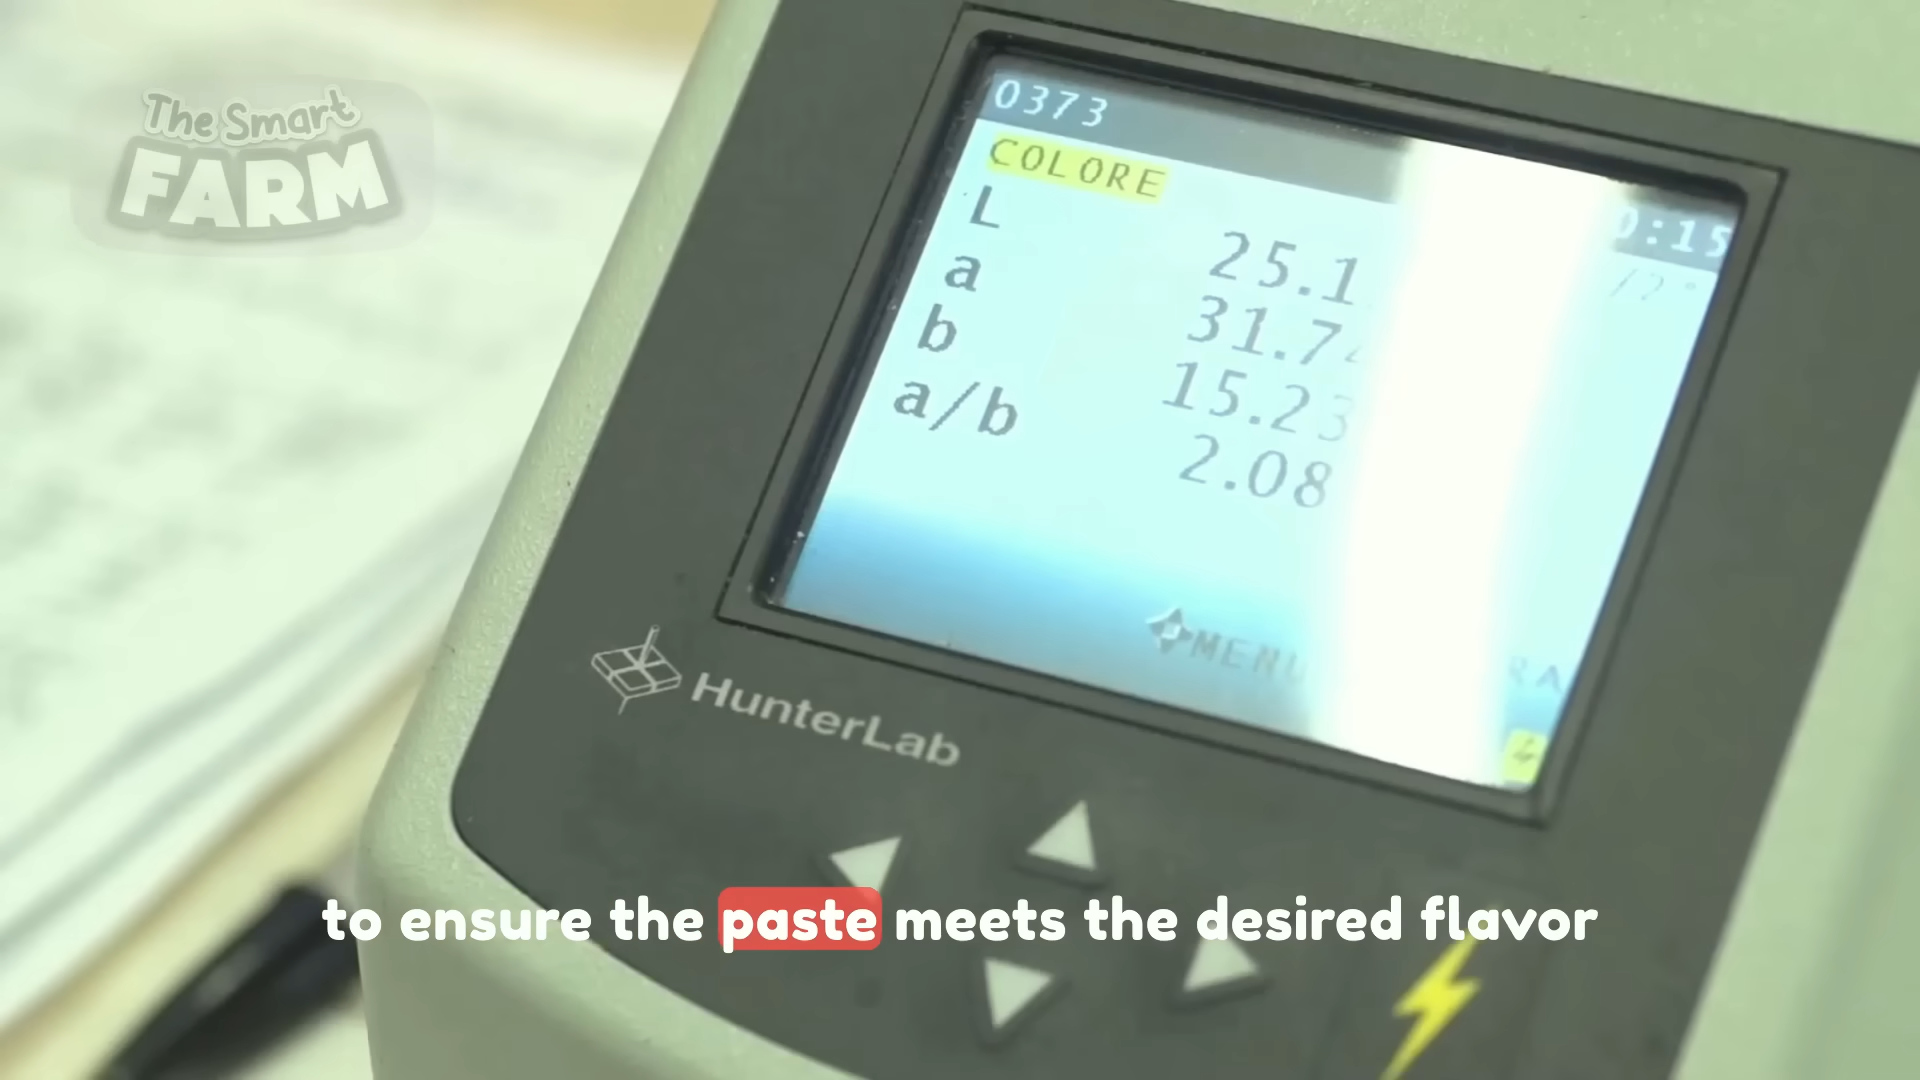 The Smart
FARM
0373
COLORE
L 25.1
a 31.7
b 15.23
a/b 2.08
MENU
HunterLab
to ensure the paste meets the desired flavor